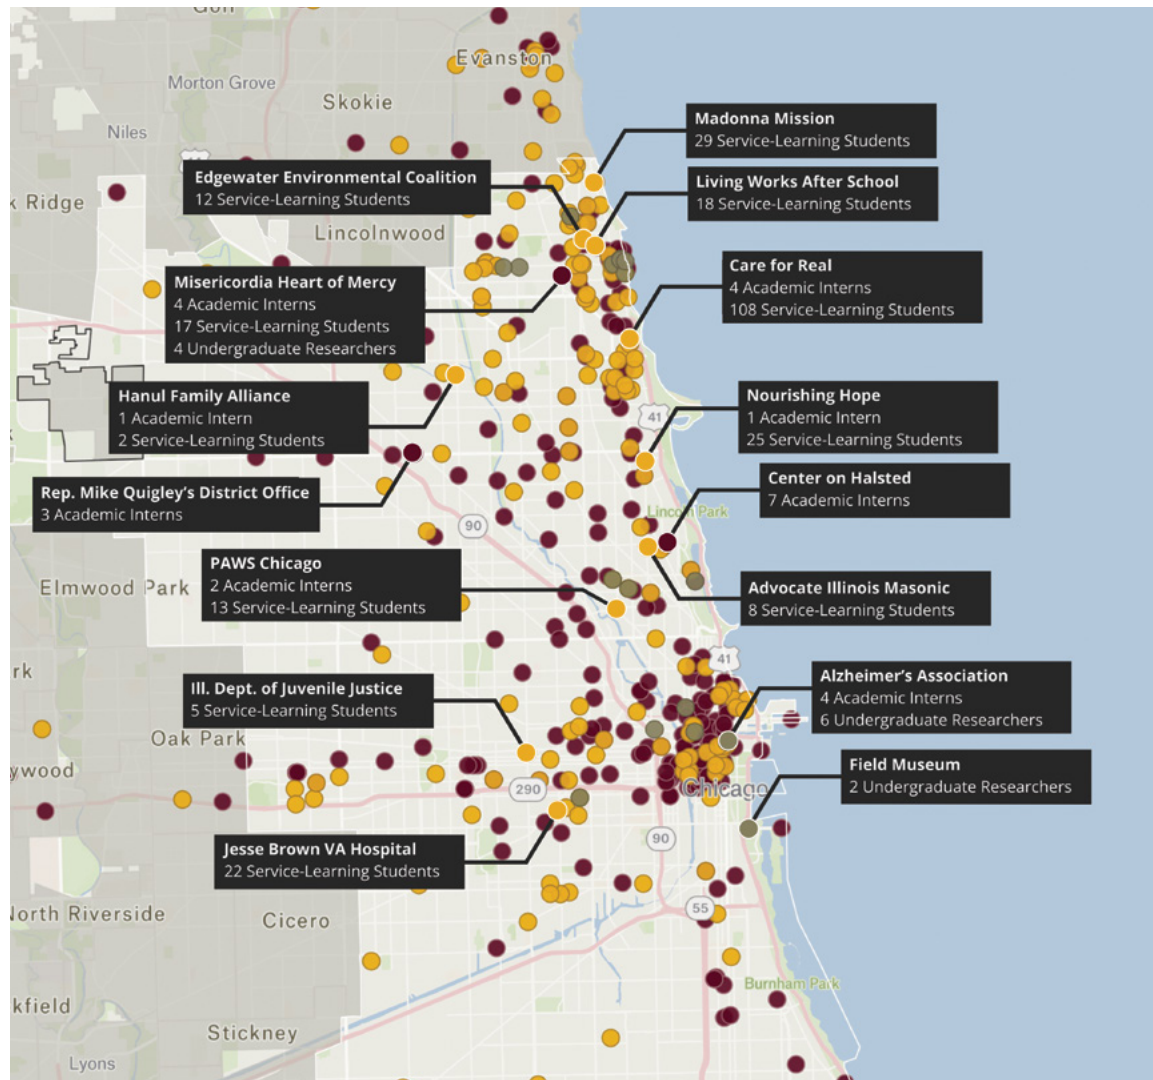 Evanston
Morton Grove
Skokie
Niles
Madonna Mission
29 Service-Learning Students
Edgewater Environmental Coalition
12 Service-Learning Students
Living Works After School
18 Service-Learning Students
k Ridge
Lincolnwood
Care for Real
4 Academic Interns
108 Service-Learning Students
Misericordia Heart of Mercy
4 Academic Interns
17 Service-Learning Students
4 Undergraduate Researchers
Hanul Family Alliance
1 Academic Intern
2 Service-Learning Students
Nourishing Hope
1 Academic Intern
25 Service-Learning Students
41
Rep. Mike Quigley's District Office
3 Academic Interns
Center on Halsted
7 Academic Interns
Lincoln Park
90
PAWS Chicago
2 Academic Interns
13 Service-Learning Students
Elmwood Park
Advocate Illinois Masonic
8 Service-Learning Students
41
rk
Ill. Dept. of Juvenile Justice
5 Service-Learning Students
Alzheimer's Association
4 Academic Interns
6 Undergraduate Researchers
Oak Park
ywood
Field Museum
2 Undergraduate Researchers
290
Chicago
90
Jesse Brown VA Hospital
22 Service-Learning Students
North Riverside
Cicero
55
Burnham Park
kfield
Stickney
Lyons